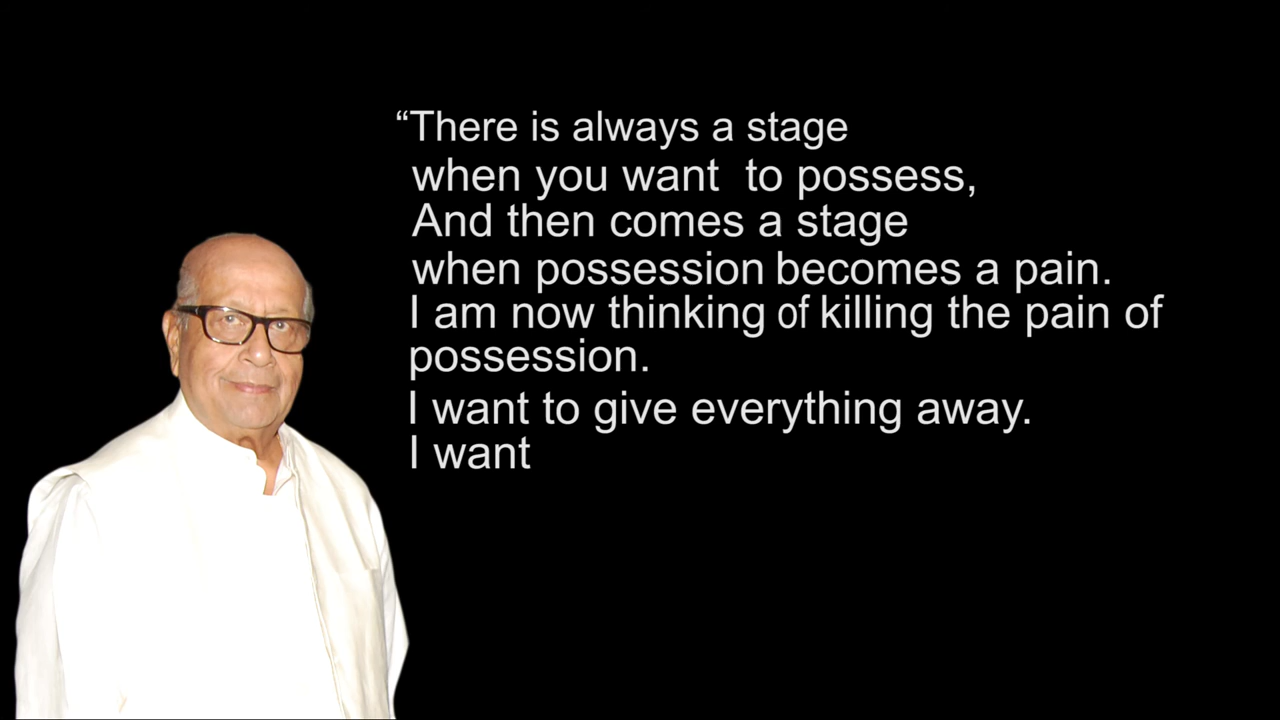 “There is always a stage
when you want  to possess,
And then comes a stage
when possession becomes a pain.
I am now thinking of killing the pain of
possession.
I want to give everything away.
I want